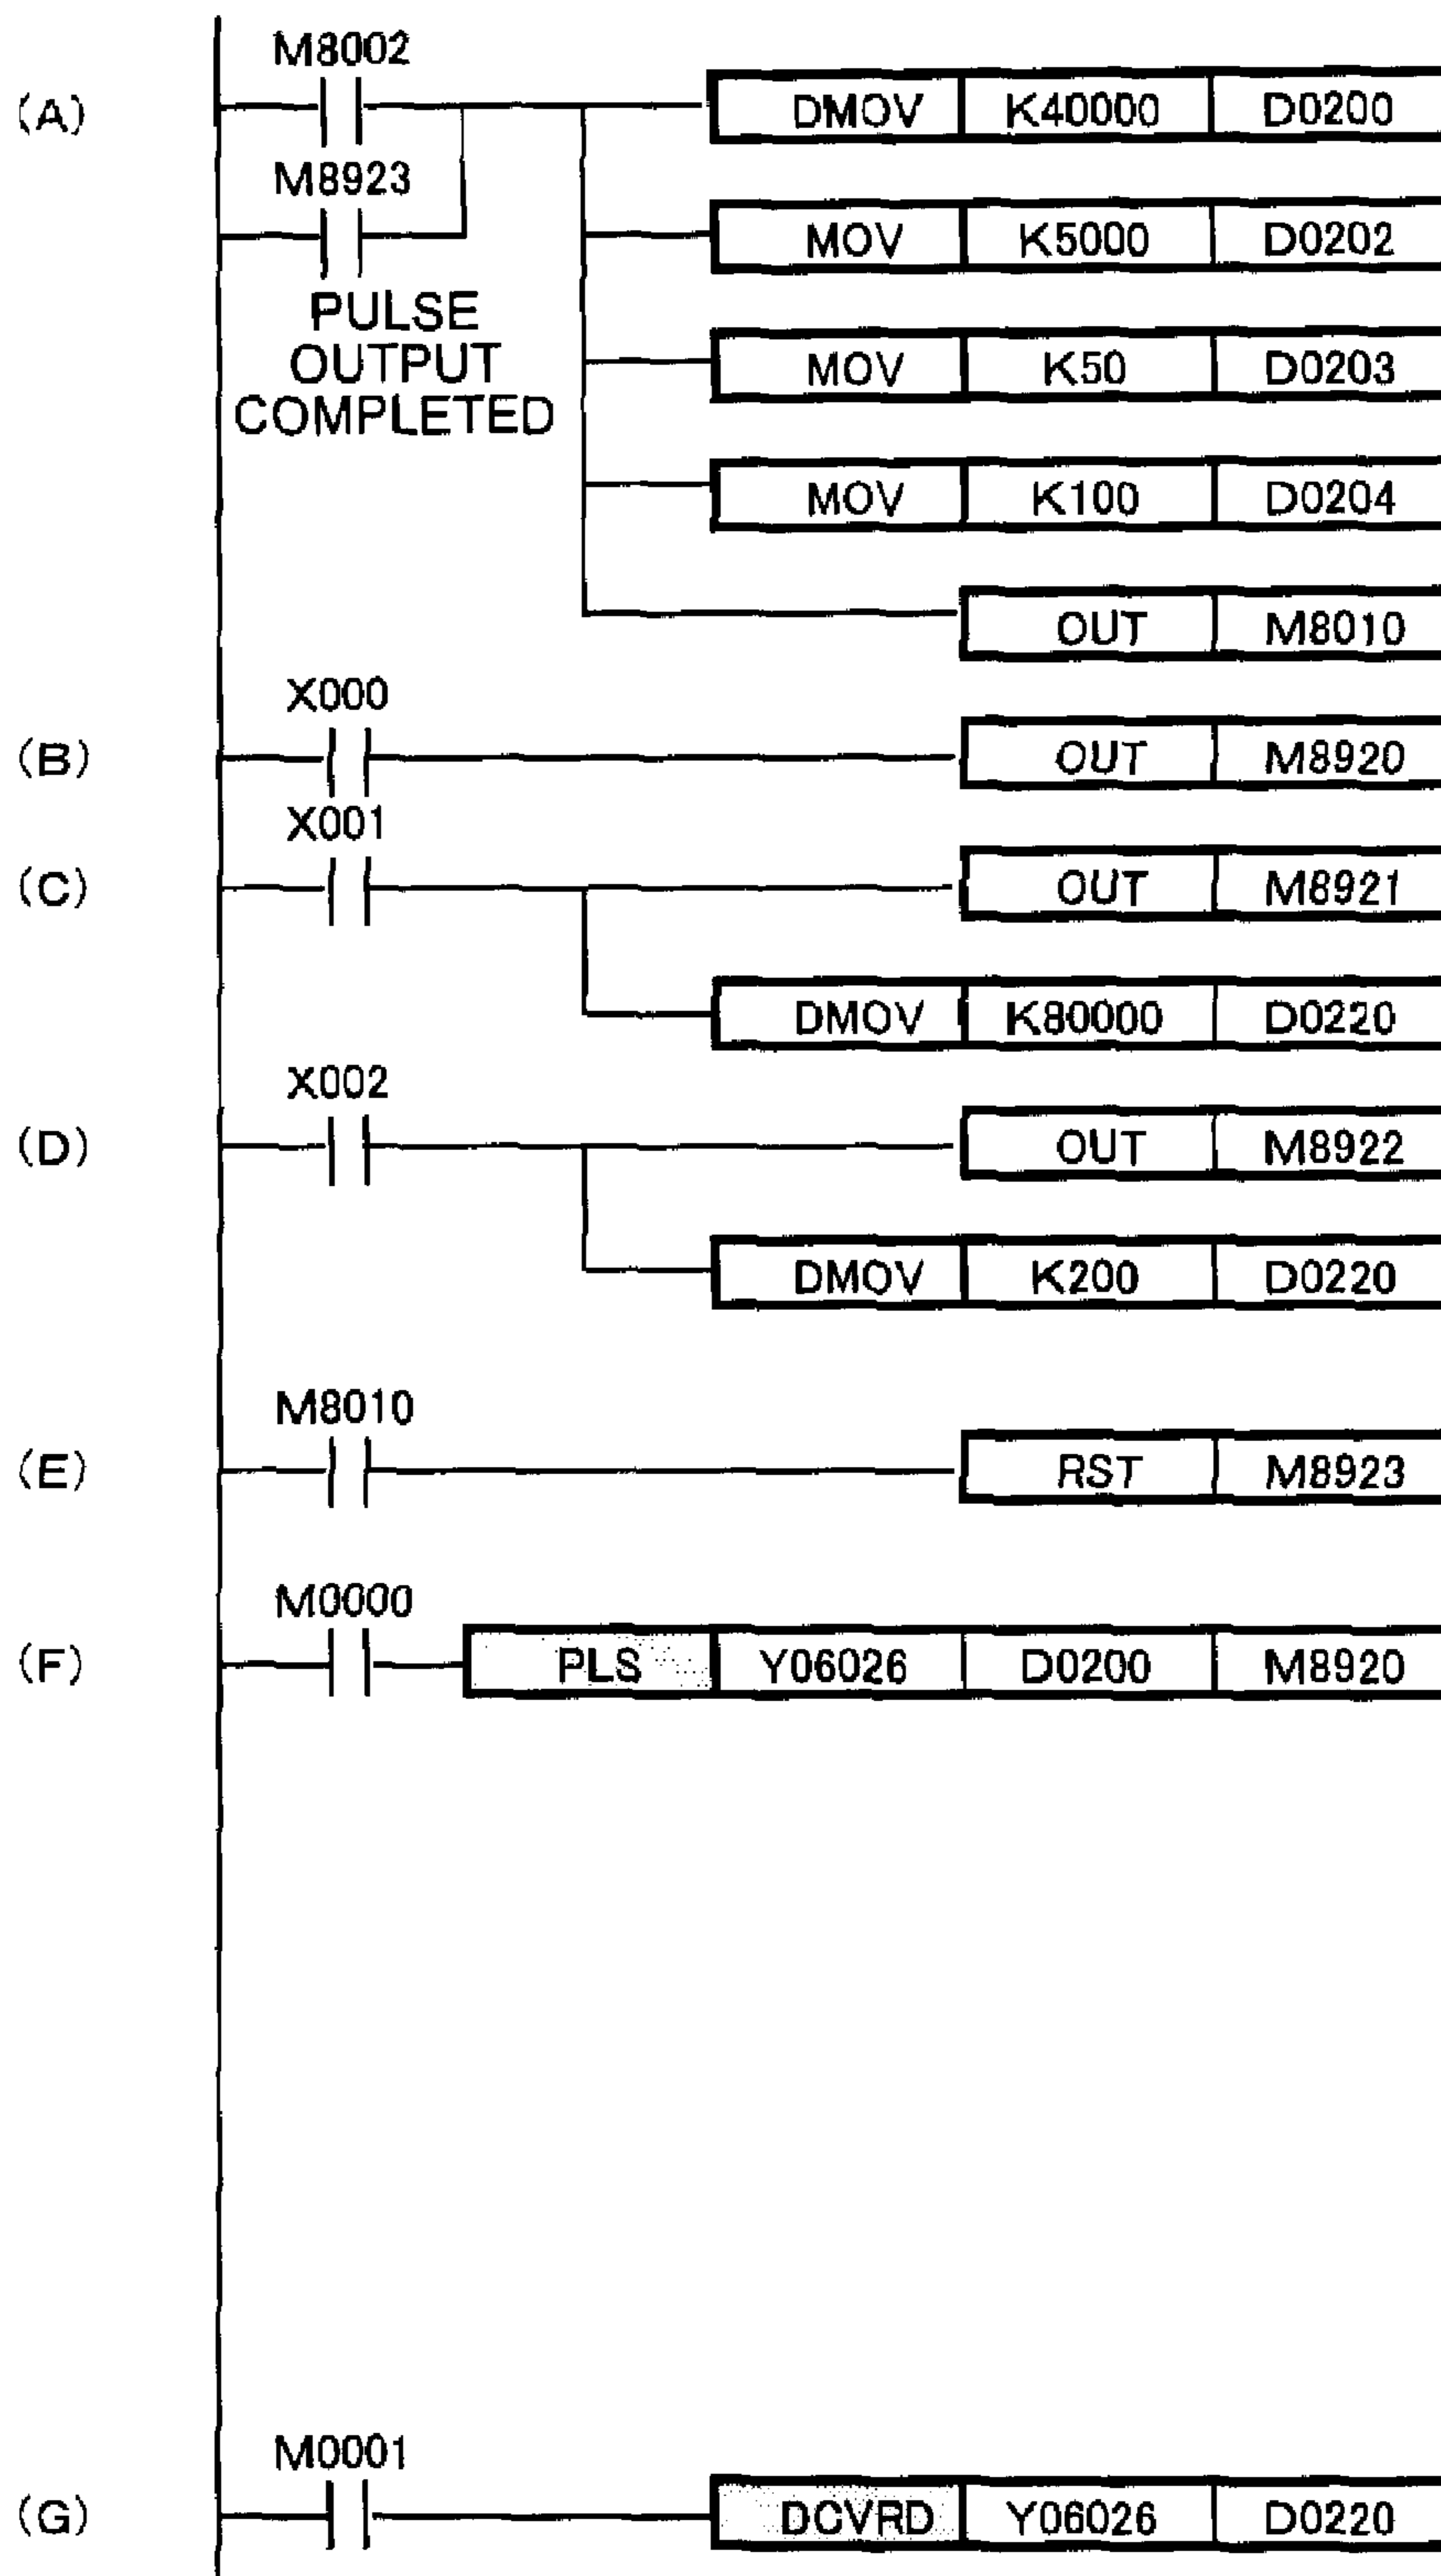 M8002
(A) DMOV K40000 D0200
M8923
MOV K5000 D0202
PULSE
OUTPUT
COMPLETED
MOV K50 D0203
MOV K100 D0204
OUT M8010
X000
(B) OUT M8920
X001
(C) OUT M8921
DMOV K80000 D0220
X002
(D) OUT M8922
DMOV K200 D0220
M8010
(E) RST M8923
M0000
(F) PLS Y06026 D0200 M8920
M0001
(G) DCVRD Y06026 D0220